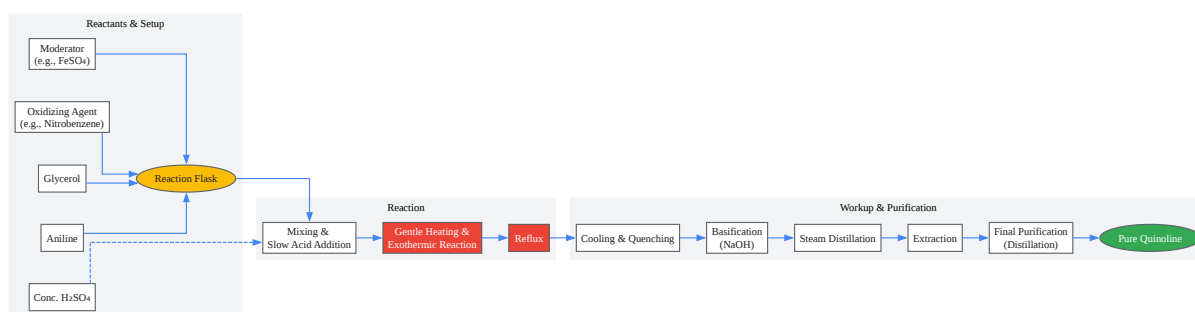 Reactants & Setup
Moderator
(e.g., FeSO₄)
Oxidizing Agent
(e.g., Nitrobenzene)
Glycerol
Reaction Flask
Aniline
Conc. H₂SO₄
Reaction
Mixing &
Slow Acid Addition
Gentle Heating &
Exothermic Reaction
Reflux
Workup & Purification
Cooling & Quenching
Basification
(NaOH)
Steam Distillation
Extraction
Final Purification
(Distillation)
Pure Quinoline